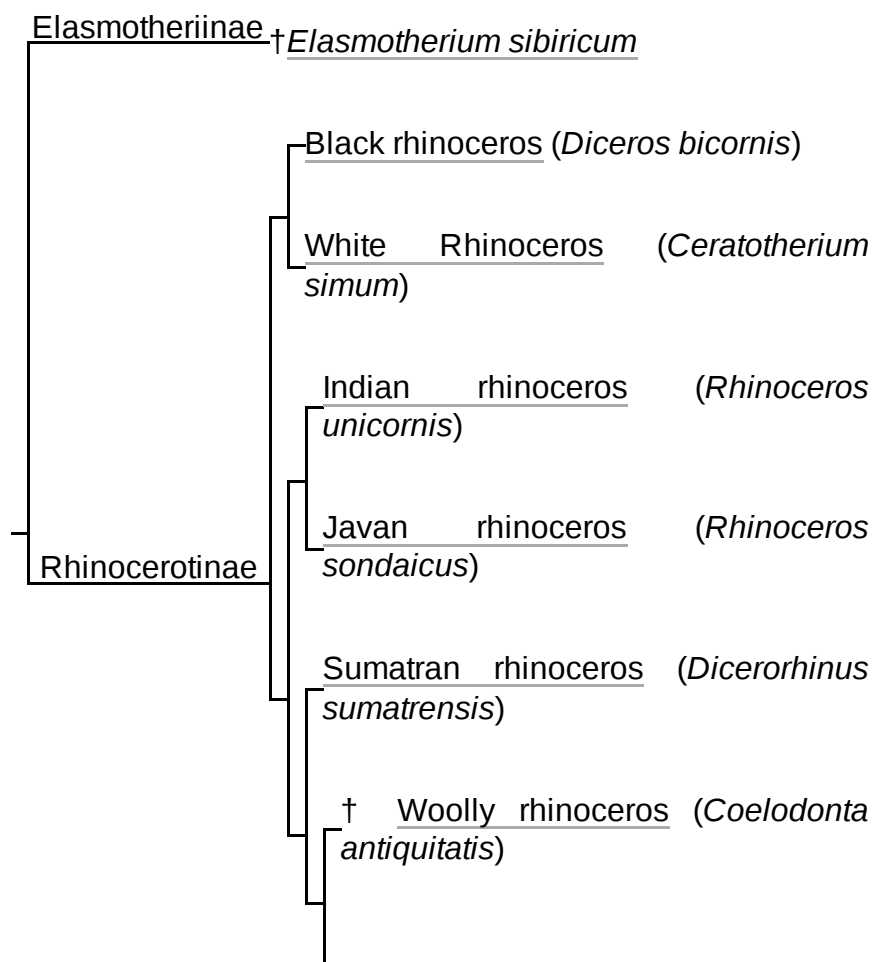 Elasmotheriinae
†Elasmotherium sibiricum
Black rhinoceros (Diceros bicornis)
White Rhinoceros (Ceratotherium
simum)
Indian rhinoceros (Rhinoceros
unicornis)
Javan rhinoceros (Rhinoceros
sondaicus)
Rhinocerotinae
Sumatran rhinoceros (Dicerorhinus
sumatrensis)
† Woolly rhinoceros (Coelodonta
antiquitatis)